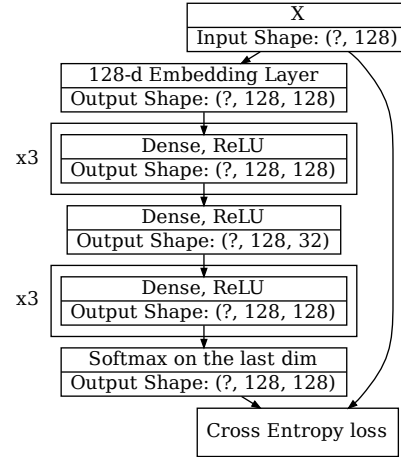 X
Input Shape: (?, 128)
128-d Embedding Layer
Output Shape: (?, 128, 128)
x3
Dense, ReLU
Output Shape: (?, 128, 128)
Dense, ReLU
Output Shape: (?, 128, 32)
x3
Dense, ReLU
Output Shape: (?, 128, 128)
Softmax on the last dim
Output Shape: (?, 128, 128)
Cross Entropy loss